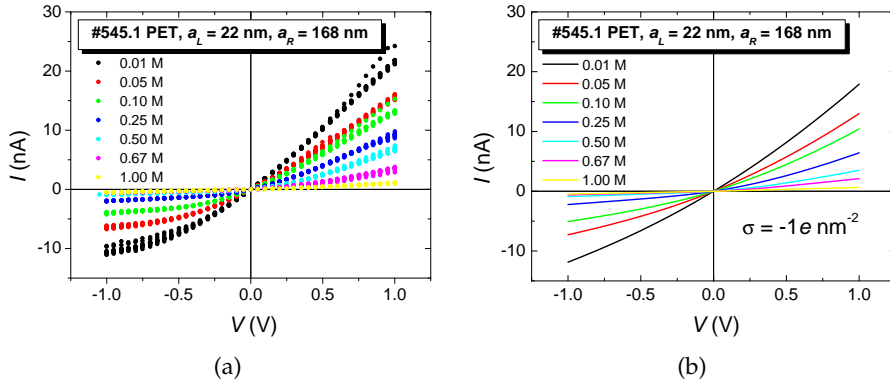 #545.1 PET, a_L = 22 nm, a_R = 168 nm
0.01 M
0.05 M
0.10 M
0.25 M
0.50 M
0.67 M
1.00 M
30
20
10
0
-10
I (nA)
-1.0 -0.5 0.0 0.5 1.0
V (V)
(a)
#545.1 PET, a_L = 22 nm, a_R = 168 nm
0.01 M
0.05 M
0.10 M
0.25 M
0.50 M
0.67 M
1.00 M
σ = -1e nm⁻²
30
20
10
0
-10
I (nA)
-1.0 -0.5 0.0 0.5 1.0
V (V)
(b)